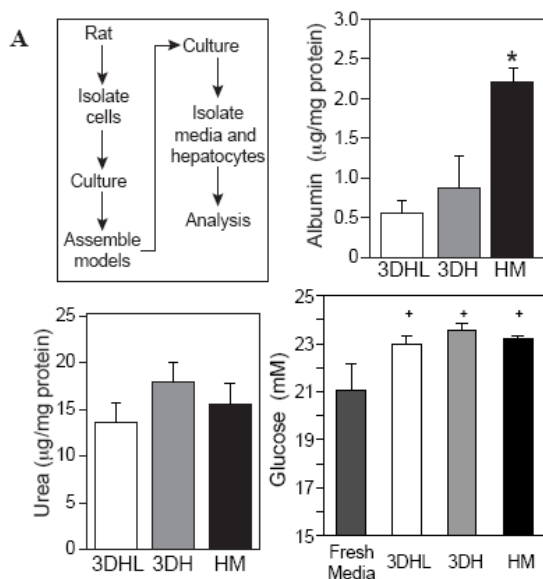 A
Rat
Isolate
cells
Culture
Assemble
models
Culture
Isolate
media and
hepatocytes
Analysis
Albumin (μg/mg protein)
3.0
2.5
2.0
1.5
1.0
0.5
0
*
3DHL 3DH HM
Urea (μg/mg protein)
25
20
15
10
5
0
3DHL 3DH HM
Glucose (mM)
27
25
23
21
19
17
15
+ + +
Fresh
Media 3DHL 3DH HM